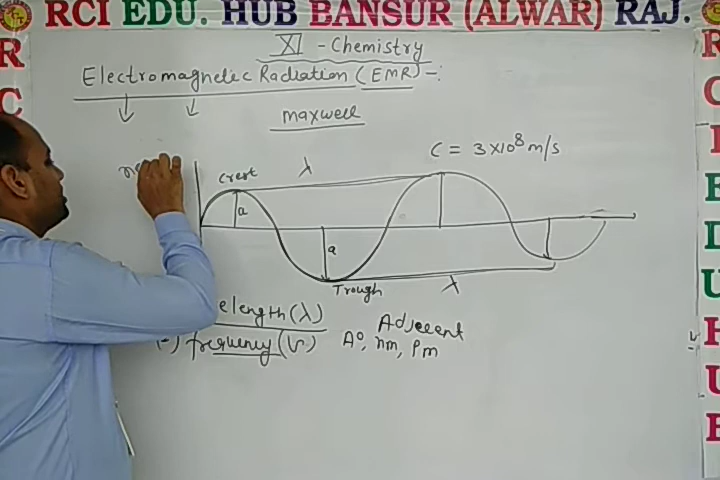 RCI EDU. HUB BANSUR (ALWAR) RAJ.
XI - Chemistry
Electromagnetic Radiation (EMR) -:
maxwell
C = 3×10⁸ m/s
Crest
λ
a
a
Trough
λ
elength (λ)
frequency (ν)
Adjecent
A⁰, nm, Pm
R
C
R
C
I
E
D
U
H
U
B